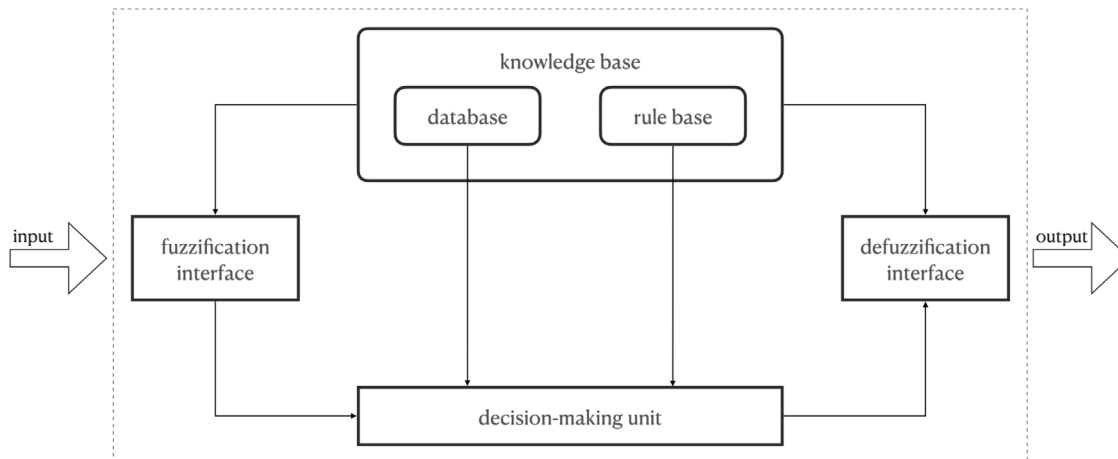 knowledge base
database
rule base
input
fuzzification
interface
defuzzification
interface
output
decision-making unit